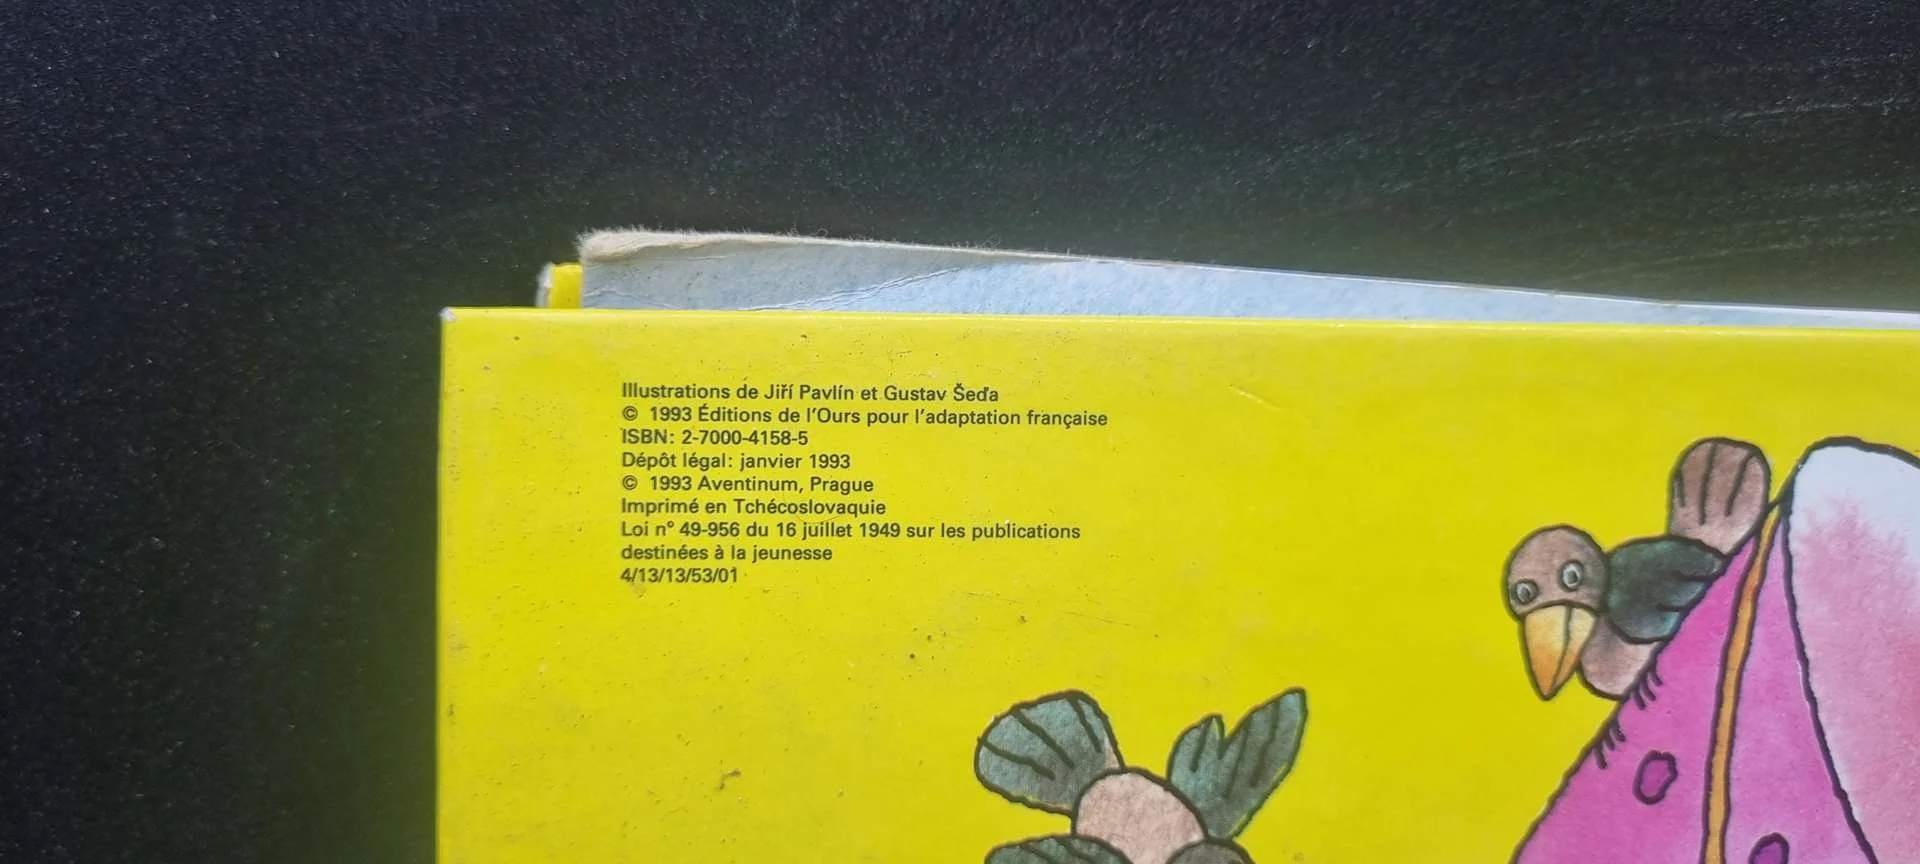 Illustrations de Jiří Pavlín et Gustav Šeďa
© 1993 Éditions de l'Ours pour l'adaptation française
ISBN: 2-7000-4158-5
Dépôt légal: janvier 1993
© 1993 Aventinum, Prague
Imprimé en Tchécoslovaquie
Loi n° 49-956 du 16 juillet 1949 sur les publications
destinées à la jeunesse
4/13/13/53/01